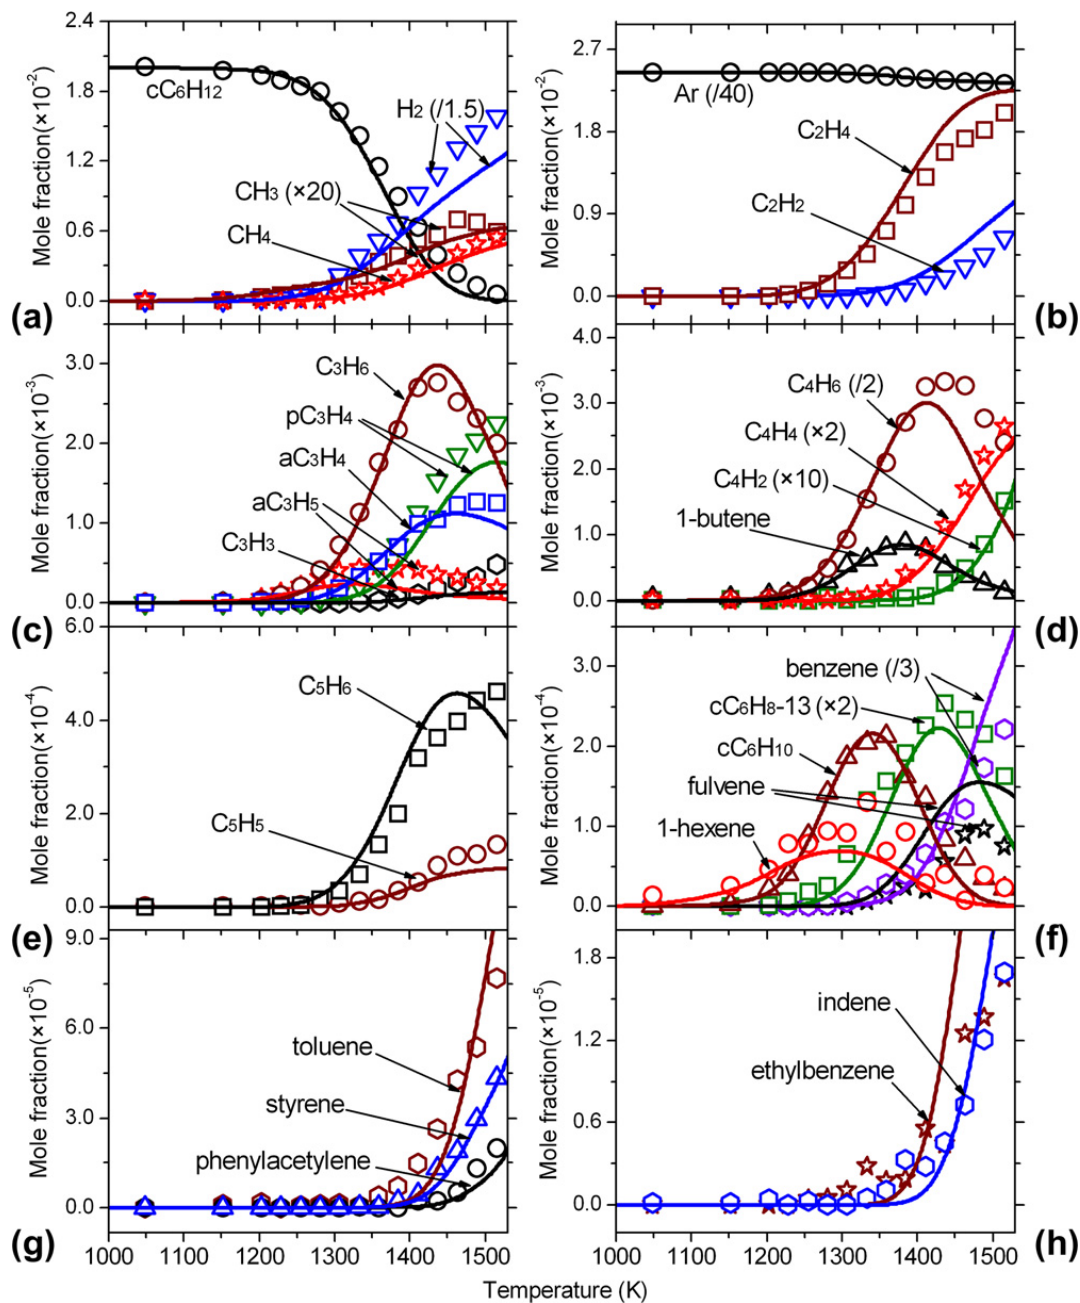 2.4
1.8
1.2
0.6
0.0
Mole fraction(×10⁻²)
cC₆H₁₂
H₂ (/1.5)
CH₃ (×20)
CH₄
(a)
2.7
1.8
0.9
0.0
Mole fraction(×10⁻²)
Ar (/40)
C₂H₄
C₂H₂
(b)
3.0
2.0
1.0
0.0
Mole fraction(×10⁻³)
C₃H₆
pC₃H₄
aC₃H₄
aC₃H₅
C₃H₃
(c)
4.0
3.0
2.0
1.0
0.0
Mole fraction(×10⁻³)
C₄H₆ (/2)
C₄H₄ (×2)
C₄H₂ (×10)
1-butene
(d)
6.0
4.0
2.0
0.0
Mole fraction(×10⁻⁴)
C₅H₆
C₅H₅
(e)
3.0
2.0
1.0
0.0
Mole fraction(×10⁻⁴)
benzene (/3)
cC₆H₈-13 (×2)
cC₆H₁₀
fulvene
1-hexene
(f)
9.0
6.0
3.0
0.0
Mole fraction(×10⁻⁵)
toluene
styrene
phenylacetylene
(g)
1.8
1.2
0.6
0.0
Mole fraction(×10⁻⁵)
indene
ethylbenzene
(h)
1000 1100 1200 1300 1400 1500
1000 1100 1200 1300 1400 1500
Temperature (K)